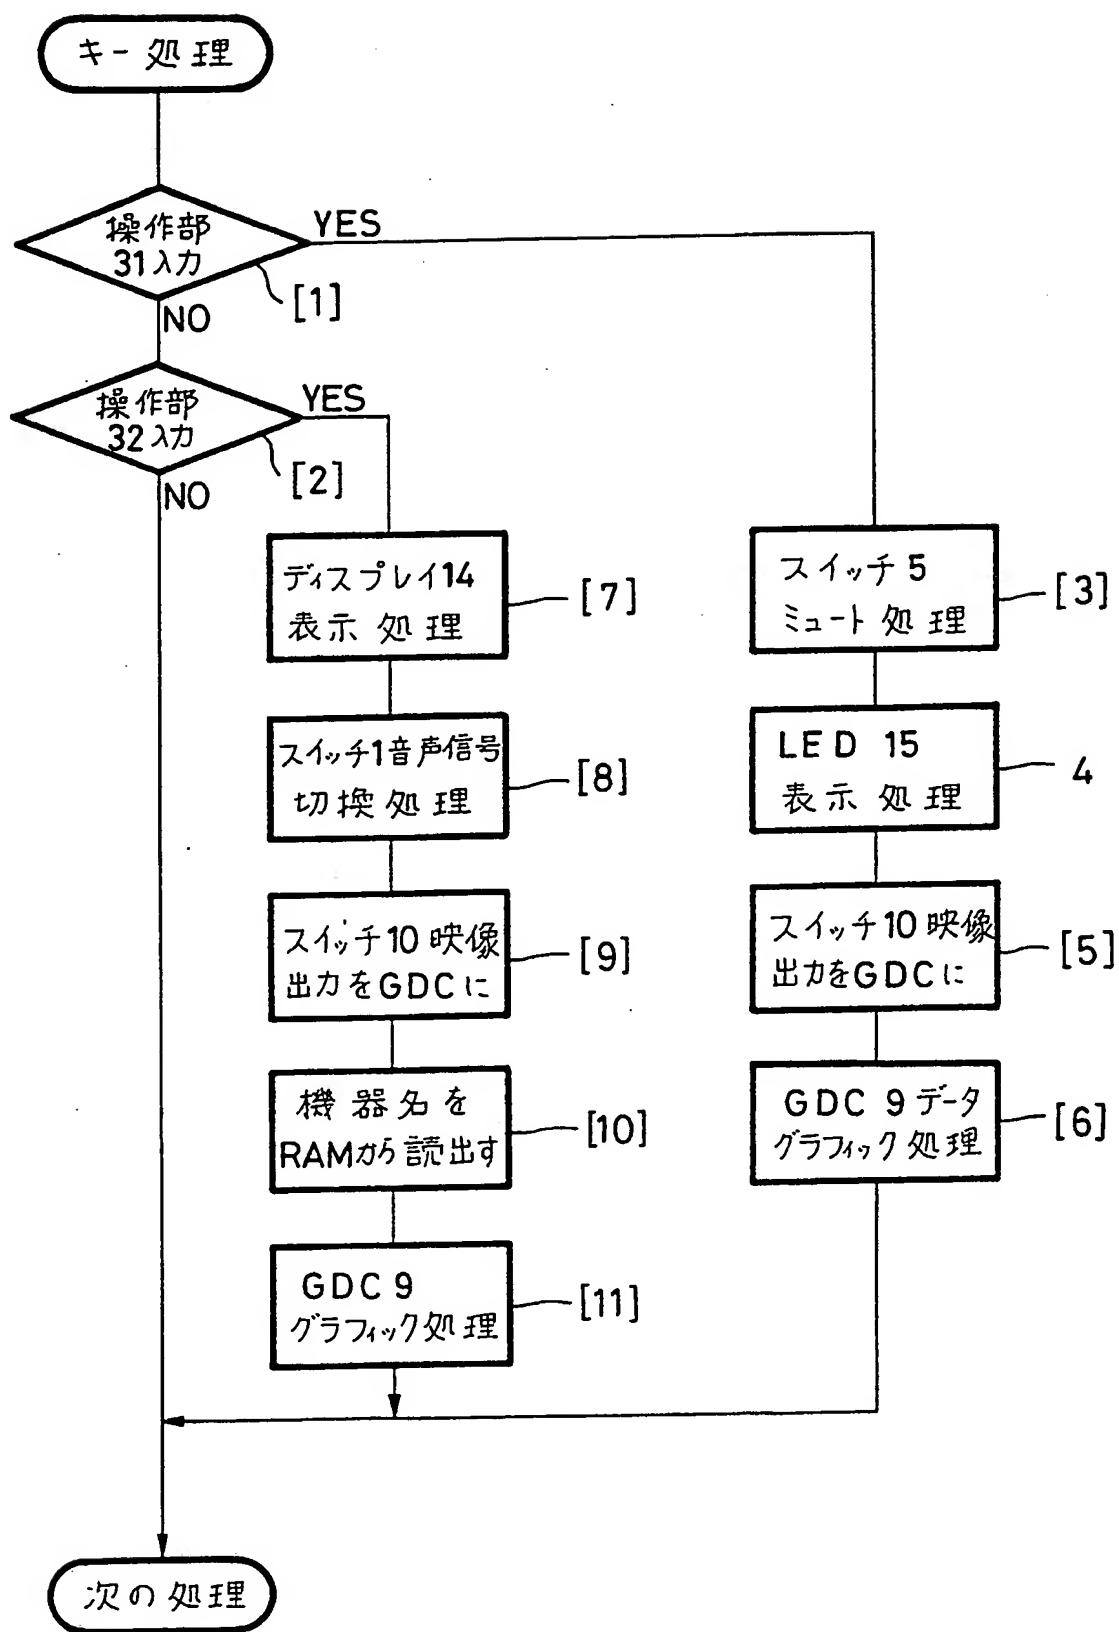 キー処理
操作部
31入力
YES
[1]
NO
操作部
32入力
YES
[2]
NO
ディスプレイ14
表示処理
[7]
スイッチ1音声信号
切換処理
[8]
スイッチ10映像
出力をGDCに
[9]
機器名を
RAMから読出す
[10]
GDC9
グラフィック処理
[11]
スイッチ5
ミュート処理
[3]
LED 15
表示処理
4
スイッチ10映像
出力をGDCに
[5]
GDC9データ
グラフィック処理
[6]
次の処理